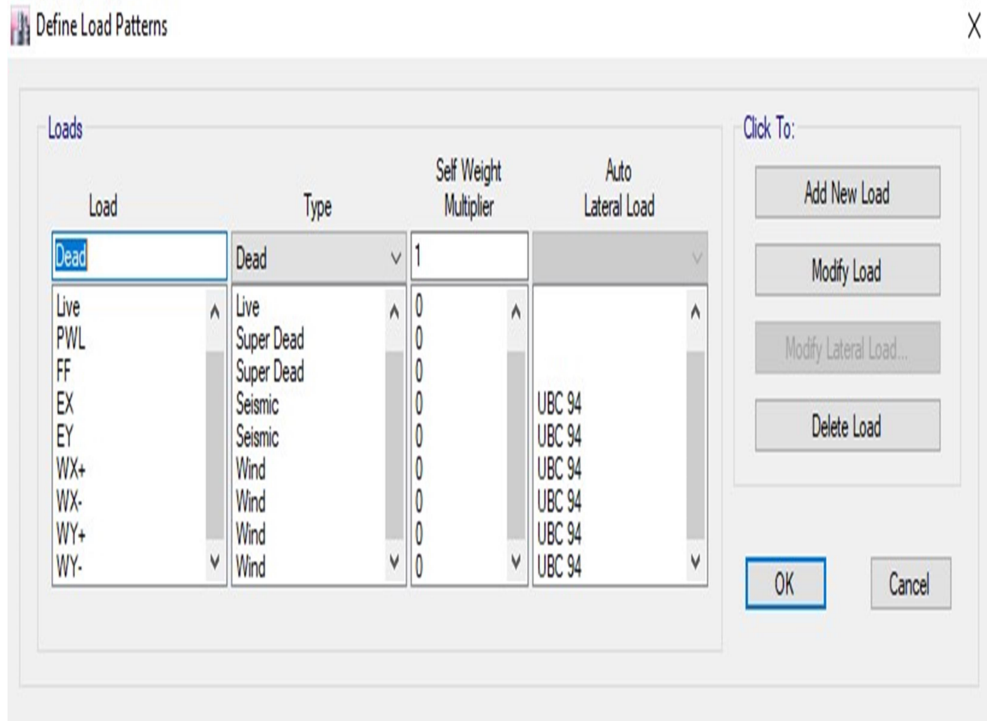 Define Load Patterns
Loads
Click To:
Load Type Self Weight Multiplier Auto Lateral Load
Dead Dead 1
Live Live 0
PWL Super Dead 0
FF Super Dead 0
EX Seismic 0 UBC 94
EY Seismic 0 UBC 94
WX+ Wind 0 UBC 94
WX- Wind 0 UBC 94
WY+ Wind 0 UBC 94
WY- Wind 0 UBC 94
Add New Load
Modify Load
Modify Lateral Load...
Delete Load
OK
Cancel